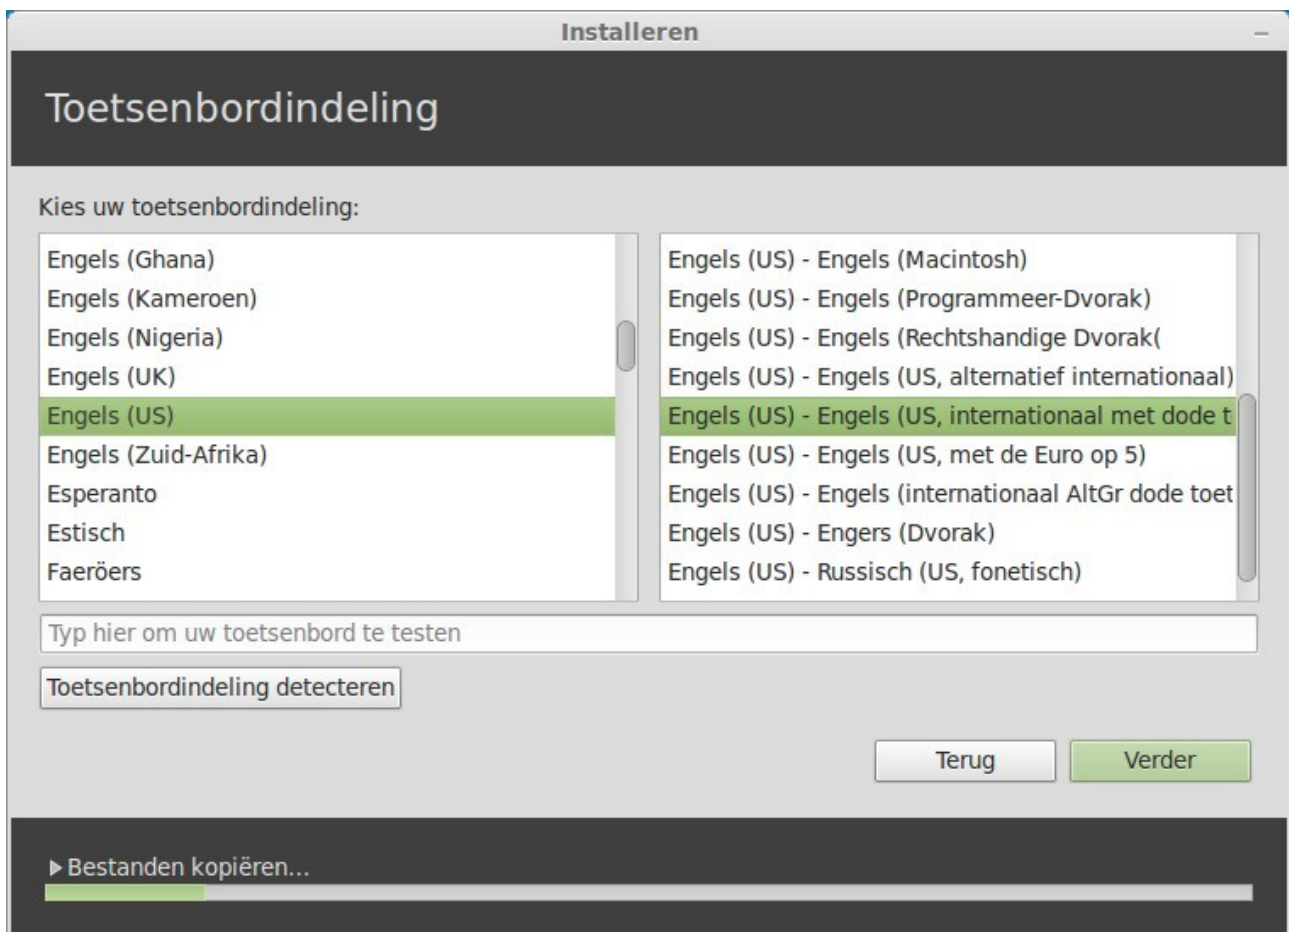 Installeren
Toetsenbordindeling
Kies uw toetsenbordindeling:
Engels (Ghana)
Engels (Kameroen)
Engels (Nigeria)
Engels (UK)
Engels (US)
Engels (Zuid-Afrika)
Esperanto
Estisch
Faeröers
Engels (US) - Engels (Macintosh)
Engels (US) - Engels (Programmeer-Dvorak)
Engels (US) - Engels (Rechtshandige Dvorak(
Engels (US) - Engels (US, alternatief internationaal)
Engels (US) - Engels (US, internationaal met dode t
Engels (US) - Engels (US, met de Euro op 5)
Engels (US) - Engels (internationaal AltGr dode toet
Engels (US) - Engers (Dvorak)
Engels (US) - Russisch (US, fonetisch)
Typ hier om uw toetsenbord te testen
Toetsenbordindeling detecteren
Terug
Verder
Bestanden kopiëren...